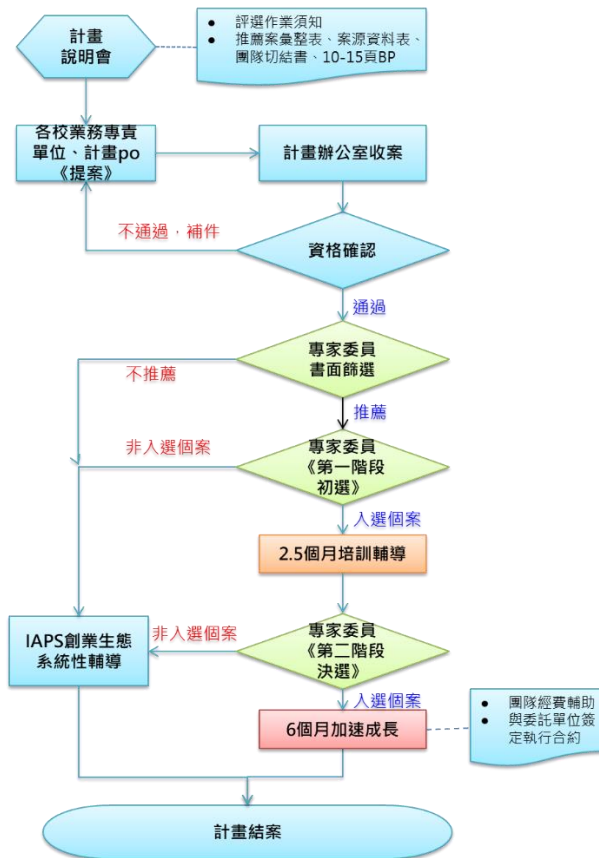 計畫
說明會
● 評選作業須知
● 推薦案彙整表、案源資料表、
團隊切結書、10-15頁BP
各校業務專責
單位、計畫po
《提案》
計畫辦公室收案
不通過，補件
資格確認
通過
專家委員
書面篩選
不推薦
推薦
非入選個案
專家委員
《第一階段
初選》
入選個案
2.5個月培訓輔導
IAPS創業生態
系統性輔導
非入選個案
專家委員
《第二階段
決選》
入選個案
6個月加速成長
● 團隊經費輔助
● 與委託單位簽
定執行合約
計畫結案